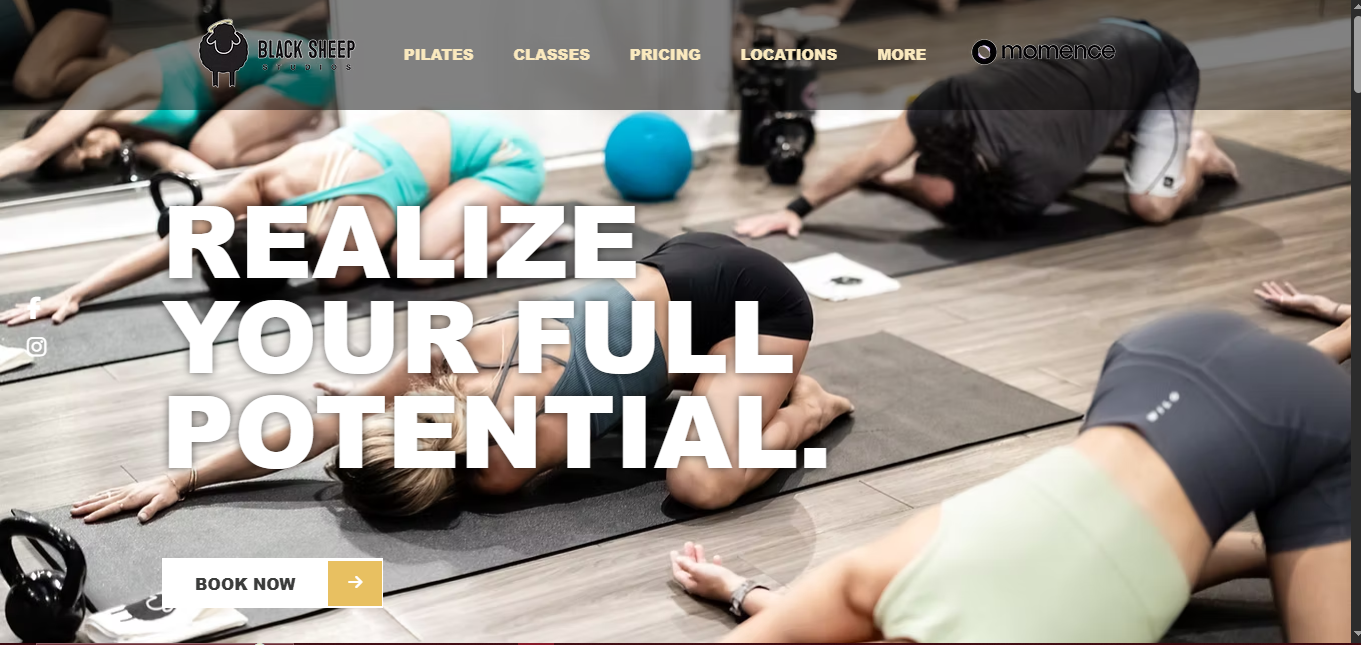 BLACK SHEEP
STUDIOS
PILATES
CLASSES
PRICING
LOCATIONS
MORE
momence
REALIZE
YOUR FULL
POTENTIAL.
BOOK NOW